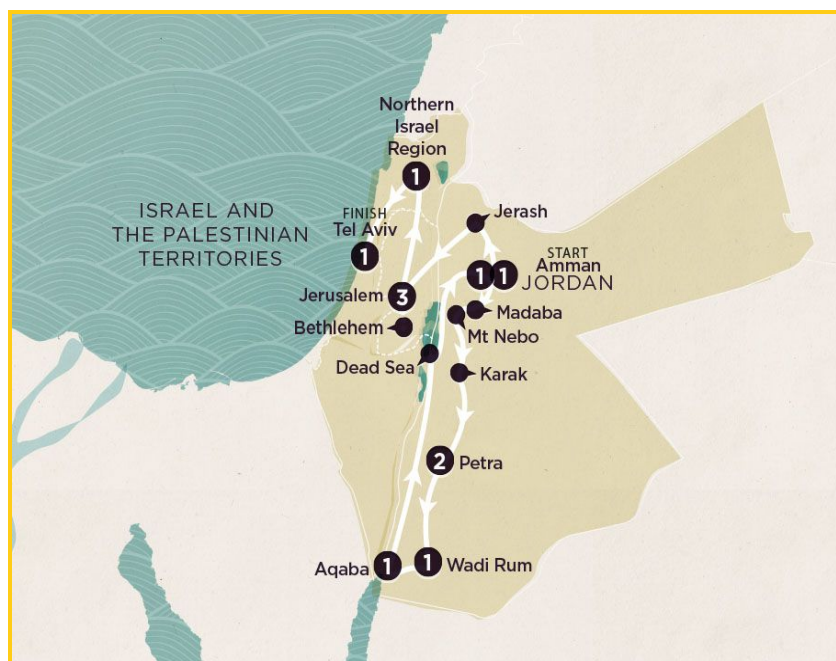 Northern
Israel
Region
1
ISRAEL AND
THE PALESTINIAN
TERRITORIES
FINISH
Tel Aviv
1
Jerash
START
Amman
1 1
JORDAN
Jerusalem 3
Bethlehem
Madaba
Mt Nebo
Dead Sea
Karak
2 Petra
Aqaba 1
1 Wadi Rum